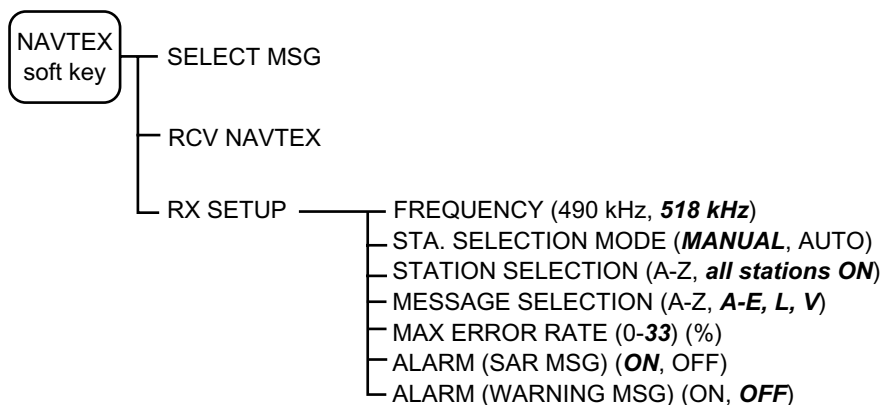 NAVTEX
soft key
SELECT MSG
RCV NAVTEX
RX SETUP
FREQUENCY (490 kHz, 518 kHz)
STA. SELECTION MODE (MANUAL, AUTO)
STATION SELECTION (A-Z, all stations ON)
MESSAGE SELECTION (A-Z, A-E, L, V)
MAX ERROR RATE (0-33) (%)
ALARM (SAR MSG) (ON, OFF)
ALARM (WARNING MSG) (ON, OFF)